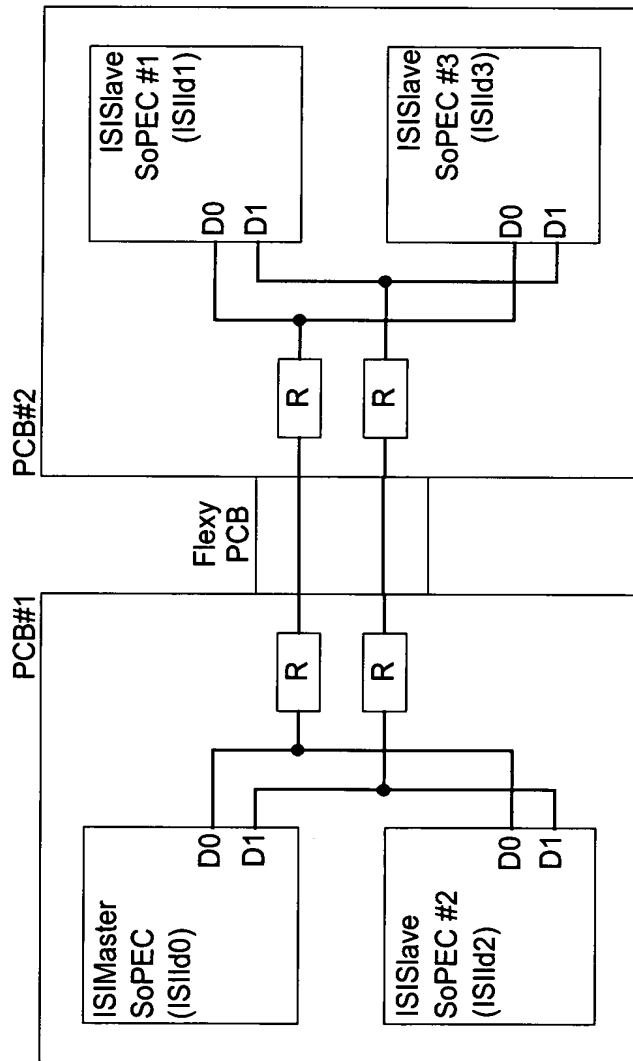 PCB#1
ISIMaster
SoPEC
(ISIId0)
D0
D1
ISISlave
SoPEC #2
(ISIId2)
D0
D1
R
R
Flexy
PCB
PCB#2
R
R
ISISlave
SoPEC #1
(ISIId1)
D0
D1
ISISlave
SoPEC #3
(ISIId3)
D0
D1